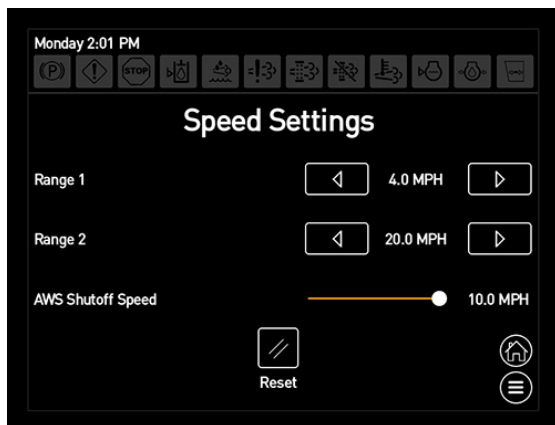 Monday 2:01 PM
(P) STOP
Speed Settings
Range 1 4.0 MPH
Range 2 20.0 MPH
AWS Shutoff Speed 10.0 MPH
Reset